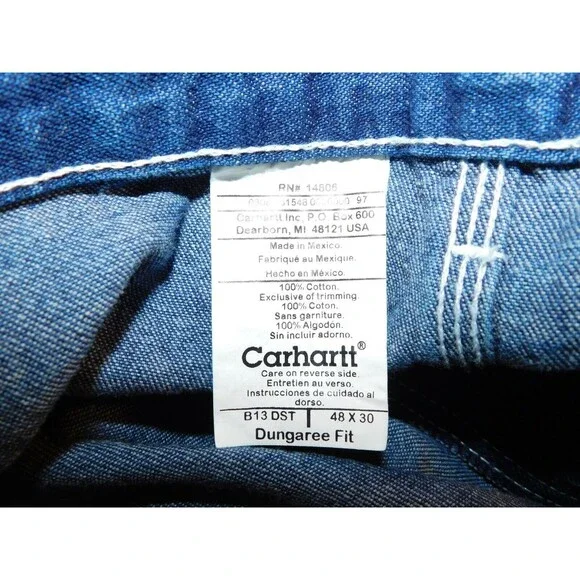 RN# 14806
97
Carhartt Inc. P.O. Box 600
Dearborn, MI 48121 USA
Made in Mexico.
Fabriqué au Mexique.
Hecho en México.
100% Cotton.
Exclusive of trimming.
100% Coton.
Sans garniture.
100% Algodón.
Sin incluir adorno.
Carhartt®
Care on reverse side.
Entretien au verso.
Instrucciones de cuidado al
dorso.
B13 DST 48 X 30
Dungaree Fit